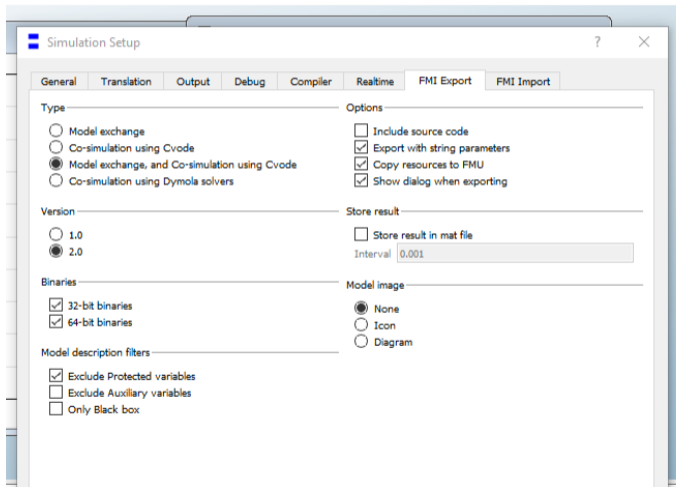 Simulation Setup
General Translation Output Debug Compiler Realtime FMI Export FMI Import
Type
Model exchange
Co-simulation using Cvode
Model exchange, and Co-simulation using Cvode
Co-simulation using Dymola solvers
Version
1.0
2.0
Binaries
32-bit binaries
64-bit binaries
Model description filters
Exclude Protected variables
Exclude Auxiliary variables
Only Black box
Options
Include source code
Export with string parameters
Copy resources to FMU
Show dialog when exporting
Store result
Store result in mat file
Interval 0.001
Model image
None
Icon
Diagram